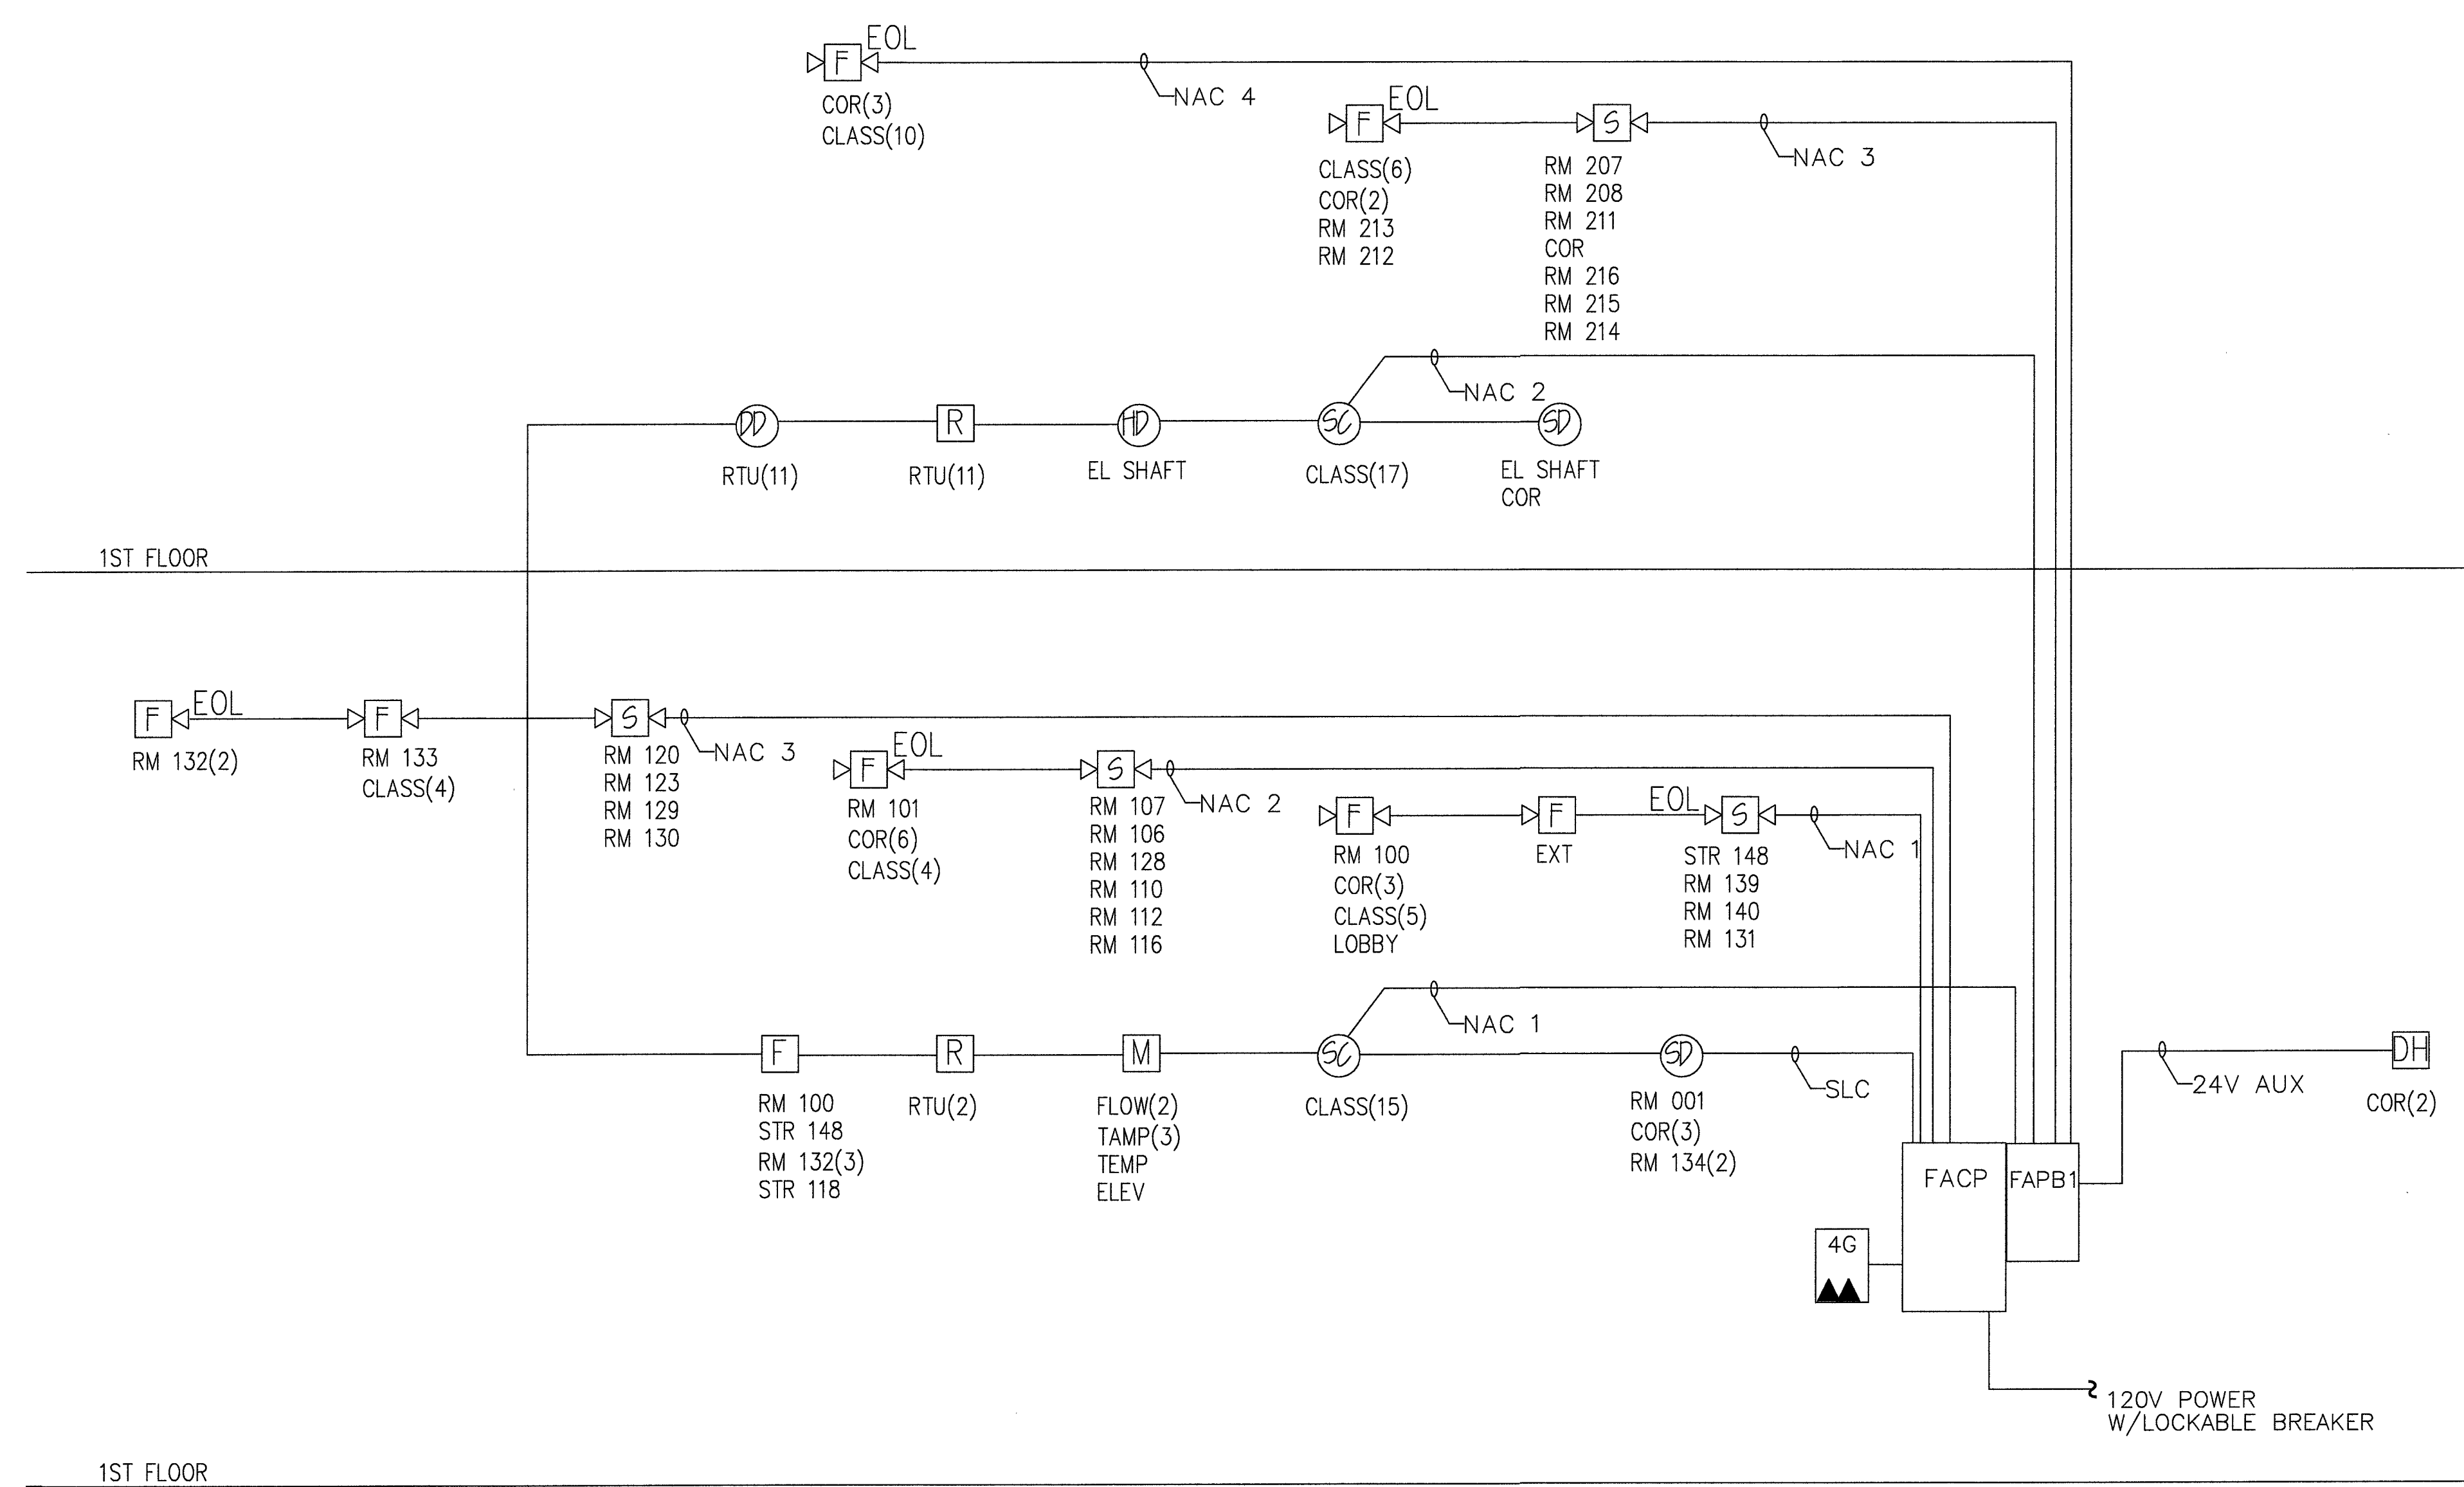 EOL
F
COR(3)
CLASS(10)
NAC 4
EOL
F
CLASS(6)
COR(2)
RM 213
RM 212
S
RM 207
RM 208
RM 211
COR
RM 216
RM 215
RM 214
NAC 3
NAC 2
DD
RTU(11)
R
RTU(11)
HD
EL SHAFT
SC
CLASS(17)
SD
EL SHAFT
COR
1ST FLOOR
F
EOL
RM 132(2)
F
RM 133
CLASS(4)
S
RM 120
RM 123
RM 129
RM 130
NAC 3
F
EOL
RM 101
COR(6)
CLASS(4)
S
RM 107
RM 106
RM 128
RM 110
RM 112
RM 116
NAC 2
F
RM 100
COR(3)
CLASS(5)
LOBBY
F
EXT
EOL
S
STR 148
RM 139
RM 140
RM 131
NAC 1
NAC 1
F
RM 100
STR 148
RM 132(3)
STR 118
R
RTU(2)
M
FLOW(2)
TAMP(3)
TEMP
ELEV
SC
CLASS(15)
SD
RM 001
COR(3)
RM 134(2)
SLC
24V AUX
DH
COR(2)
FACP
FAPB1
4G
120V POWER
W/LOCKABLE BREAKER
1ST FLOOR